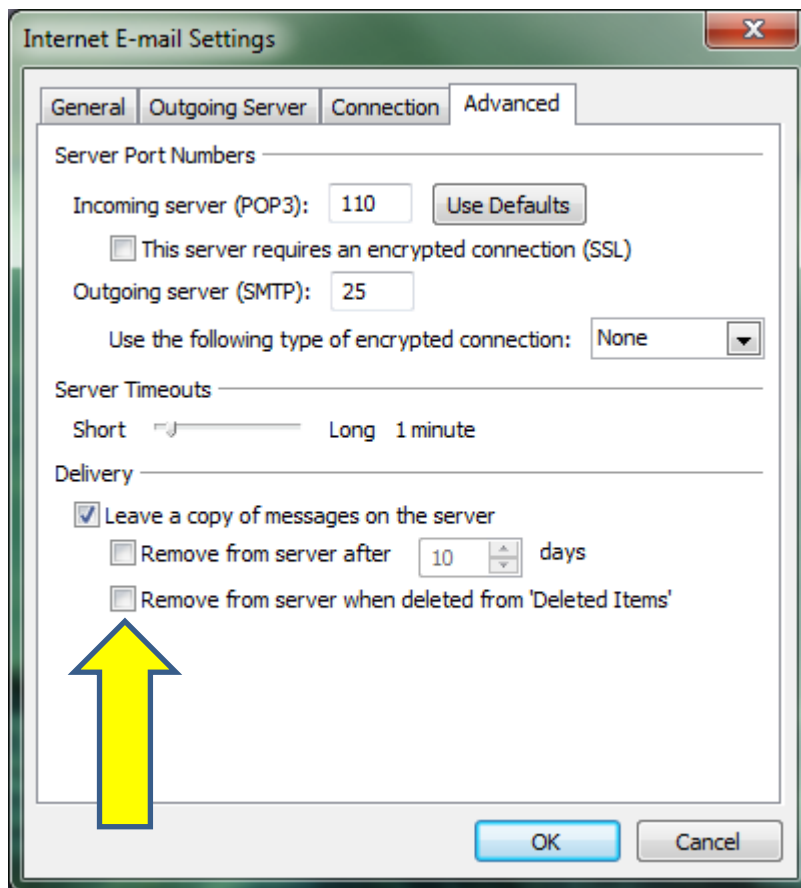 Internet E-mail Settings
General Outgoing Server Connection Advanced
Server Port Numbers
Incoming server (POP3): 110 Use Defaults
This server requires an encrypted connection (SSL)
Outgoing server (SMTP): 25
Use the following type of encrypted connection: None
Server Timeouts
Short Long 1 minute
Delivery
Leave a copy of messages on the server
Remove from server after 10 days
Remove from server when deleted from 'Deleted Items'
OK Cancel